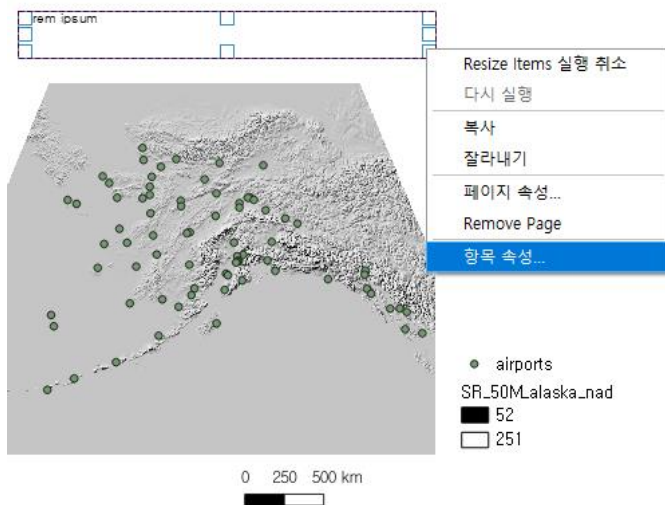 rem ipsum
Resize Items 실행 취소
다시 실행
복사
잘라내기
페이지 속성...
Remove Page
항목 속성...
airports
SR_50M_alaska_nad
52
251
0 250 500 km